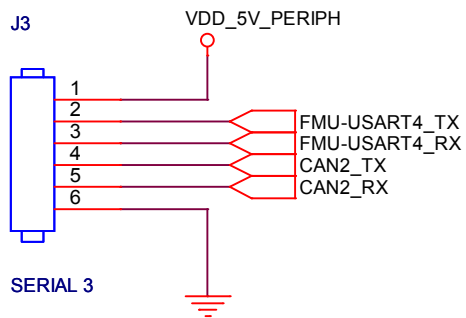 J3
VDD_5V_PERIPH
1
2
FMU-USART4_TX
3
FMU-USART4_RX
4
CAN2_TX
5
CAN2_RX
6
SERIAL 3